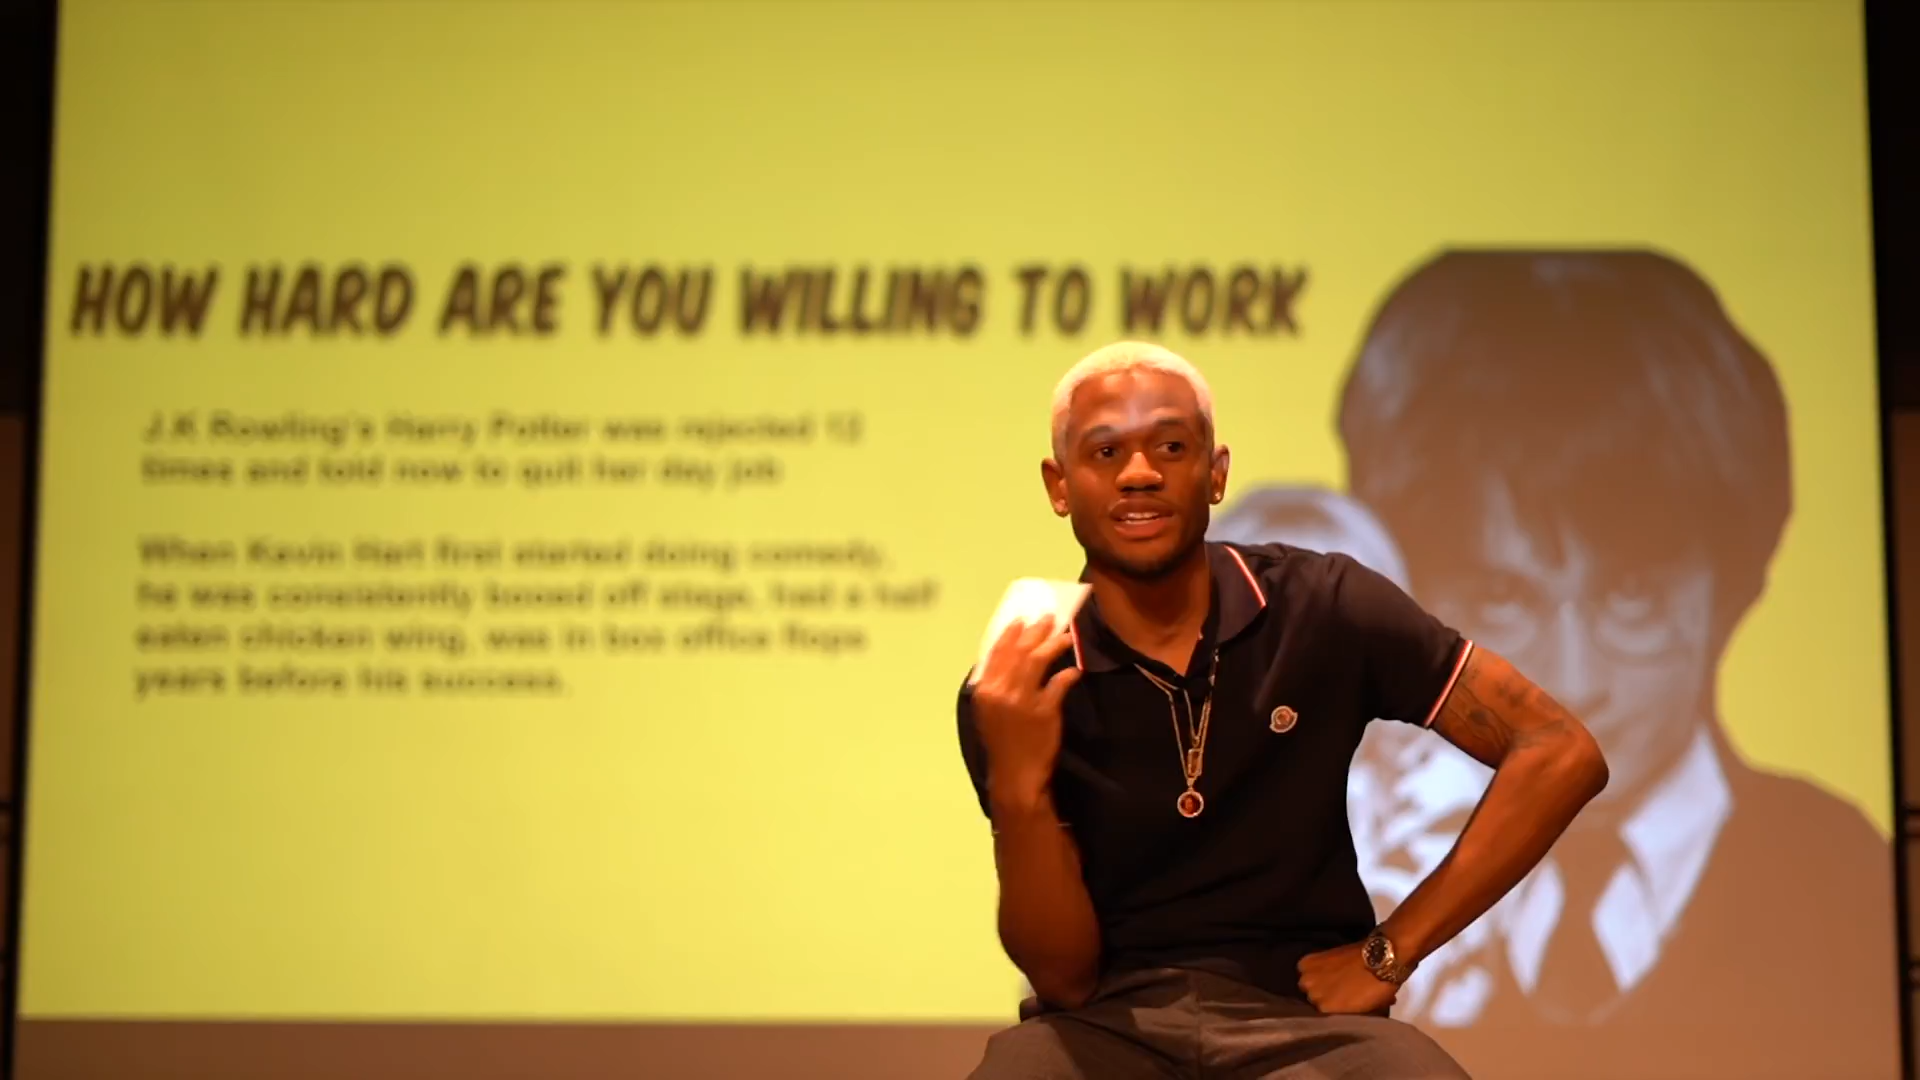 HOW HARD ARE YOU WILLING TO WORK
J.K Rowling's Harry Potter was rejected 12
times and told now to quit her day job
When Kevin Hart first started doing comedy,
he was consistently booed off stage, had a half
eaten chicken wing, was in box office flops
years before his success.